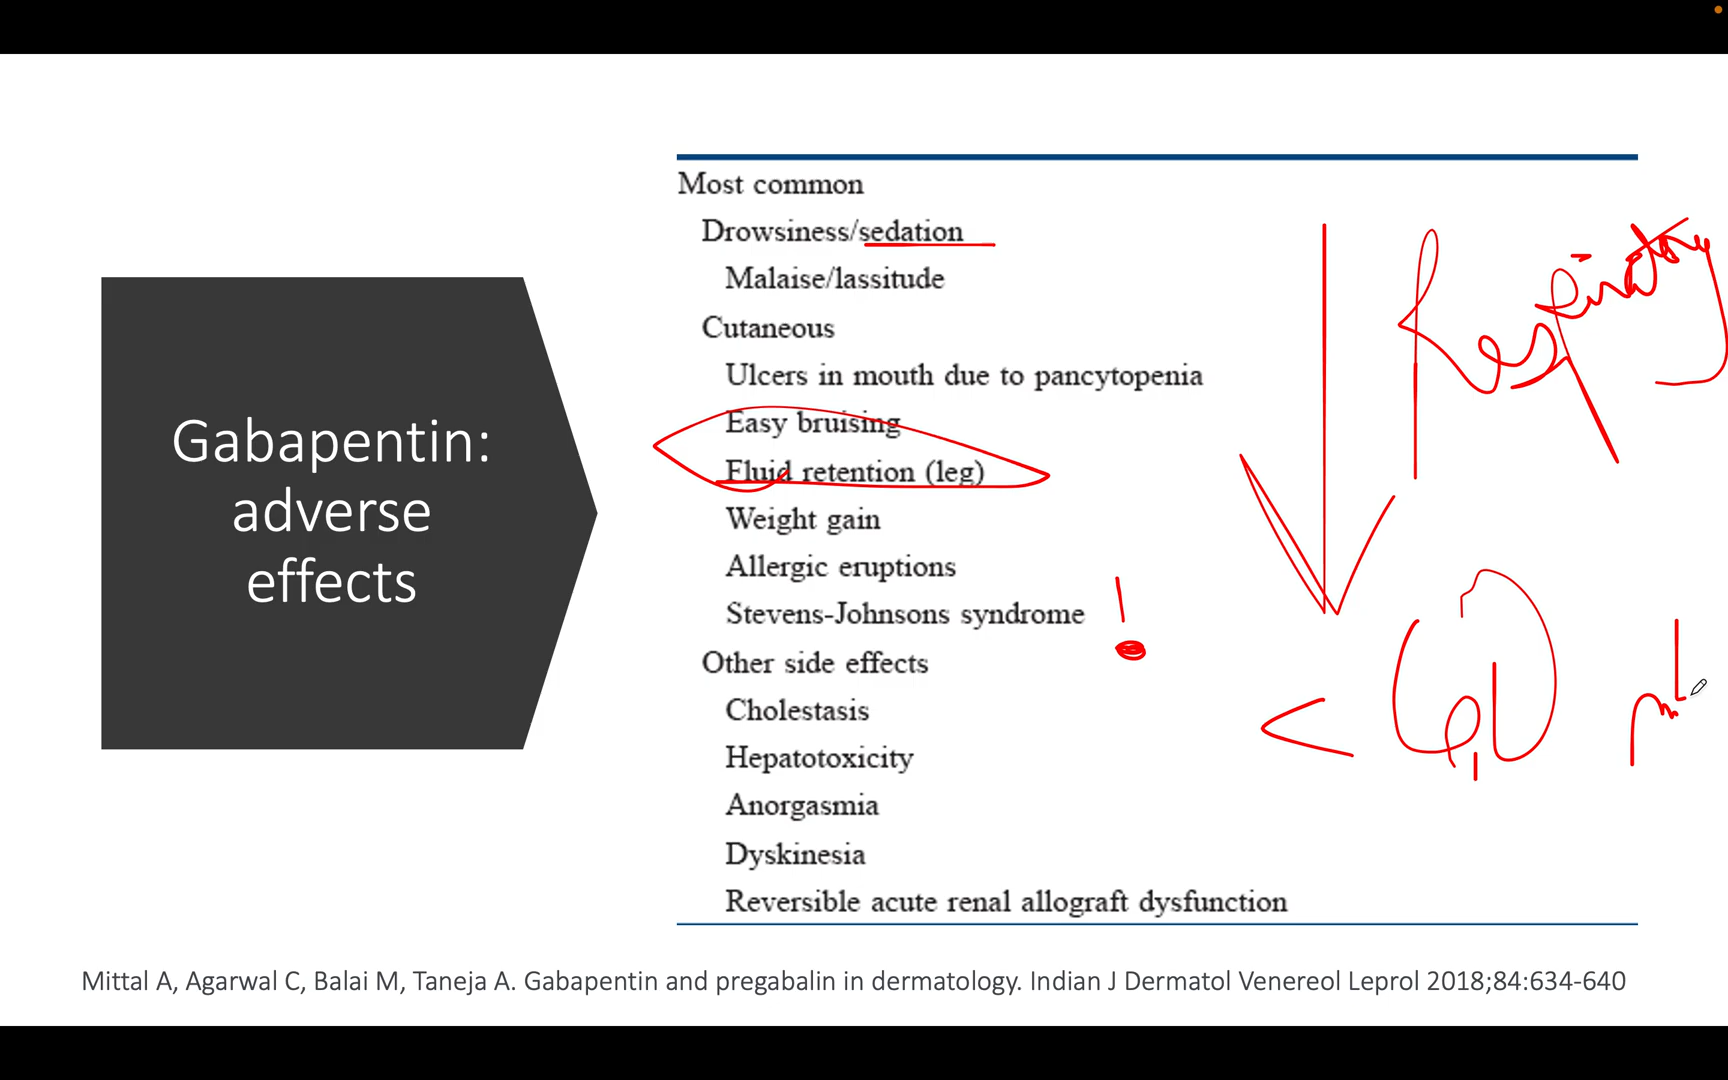 Gabapentin:
adverse
effects
Most common
Drowsiness/sedation
Malaise/lassitude
Cutaneous
Ulcers in mouth due to pancytopenia
Easy bruising
Fluid retention (leg)
Weight gain
Allergic eruptions
Stevens-Johnsons syndrome !
Other side effects
Cholestasis
Hepatotoxicity
Anorgasmia
Dyskinesia
Reversible acute renal allograft dysfunction
Respiratory
<
Mittal A, Agarwal C, Balai M, Taneja A. Gabapentin and pregabalin in dermatology. Indian J Dermatol Venereol Leprol 2018;84:634-640